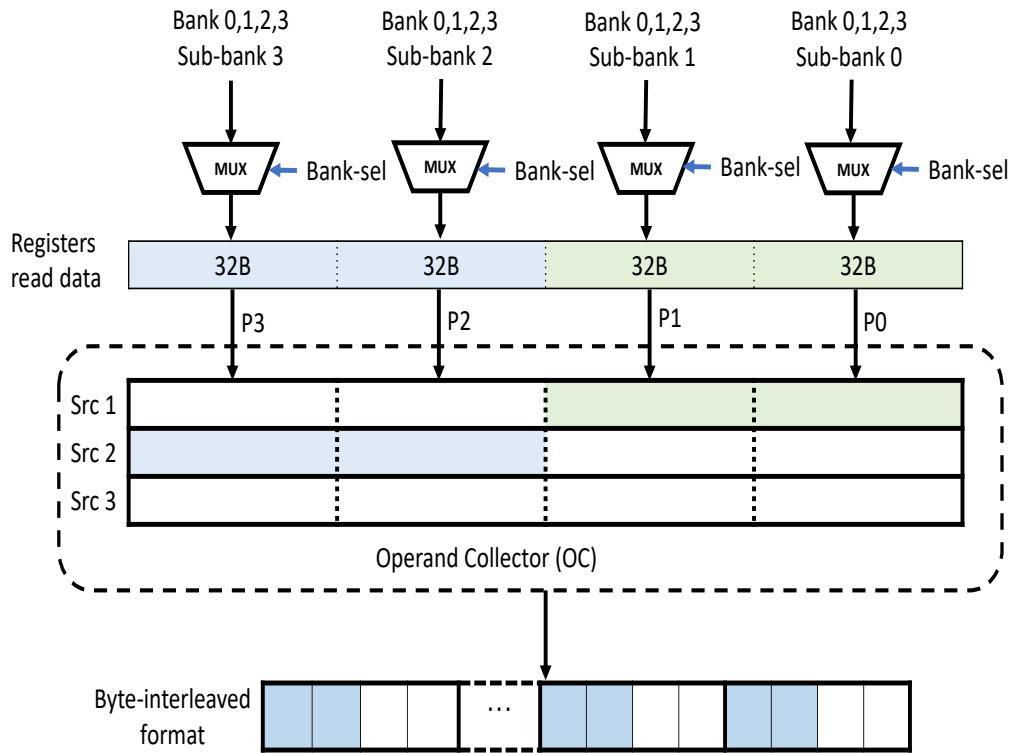 Bank 0,1,2,3 Bank 0,1,2,3 Bank 0,1,2,3 Bank 0,1,2,3
Sub-bank 3 Sub-bank 2 Sub-bank 1 Sub-bank 0
MUX Bank-sel MUX Bank-sel MUX Bank-sel MUX Bank-sel
Registers
read data
32B 32B 32B 32B
P3 P2 P1 P0
Src 1
Src 2
Src 3
Operand Collector (OC)
Byte-interleaved
format
...